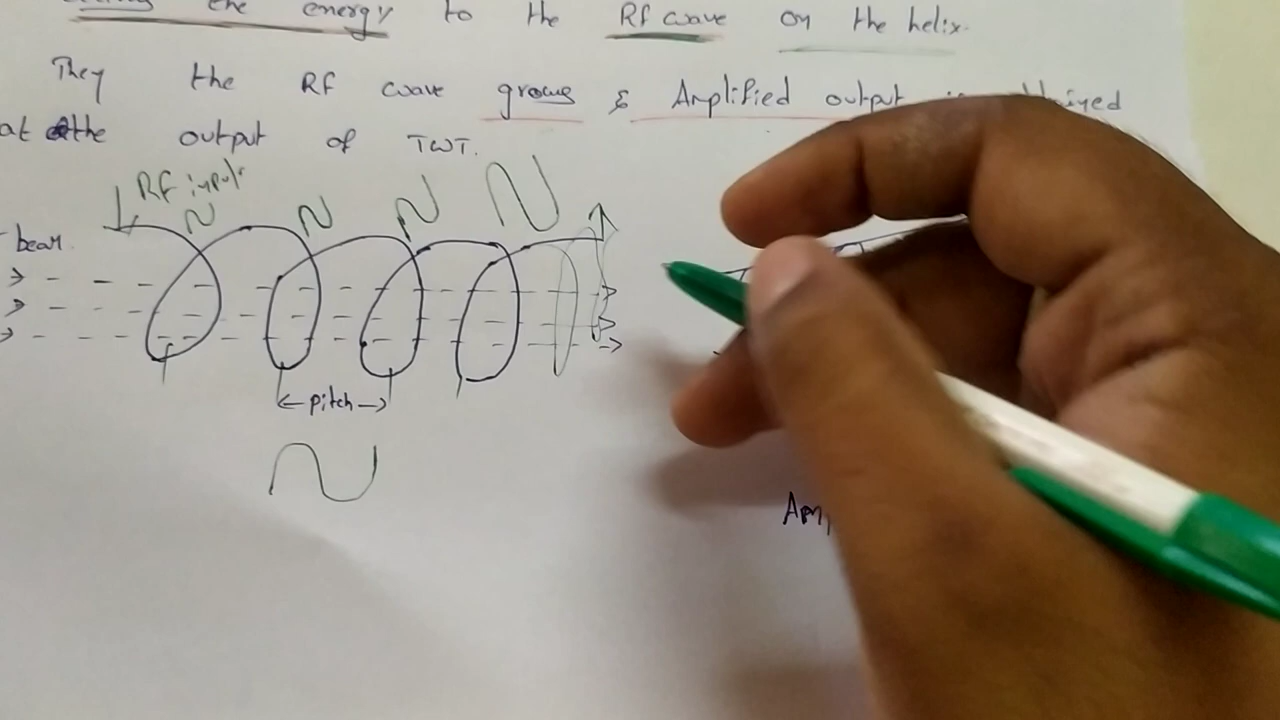 the energy to the RF wave on the helix.
They the RF wave grows & Amplified output
at the output of TWT.
RF input
beam
←pitch→
Am